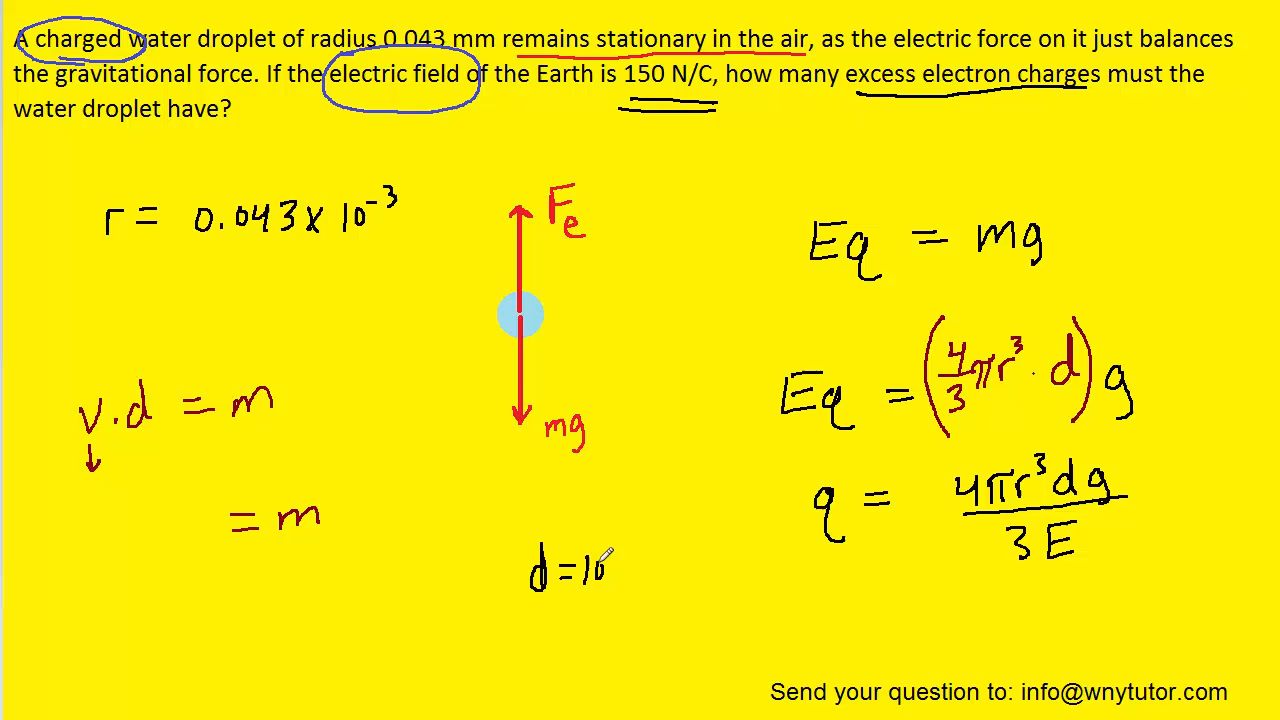 A charged water droplet of radius 0.043 mm remains stationary in the air, as the electric force on it just balances
the gravitational force. If the electric field of the Earth is 150 N/C, how many excess electron charges must the
water droplet have?
r = 0.043 x 10⁻³
Fe
Eq = mg
v.d = m
mg
Eq = (4/3 πr³ · d) g
= m
q = 4πr³dg / 3E
d = 10
Send your question to: info@wnytutor.com